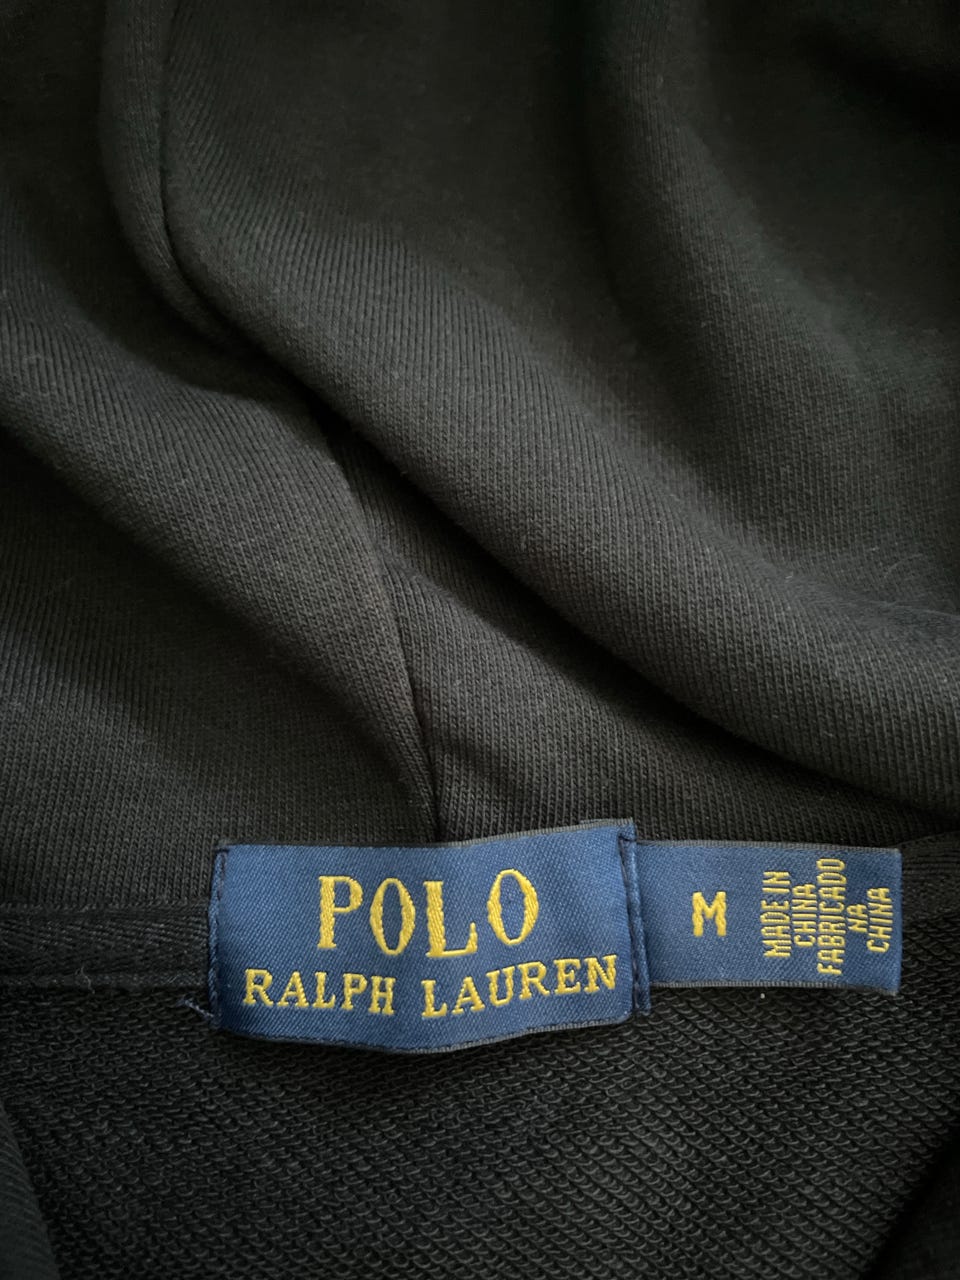 POLO
RALPH LAUREN
M
MADE IN
CHINA
FABRICADO
NA
CHINA